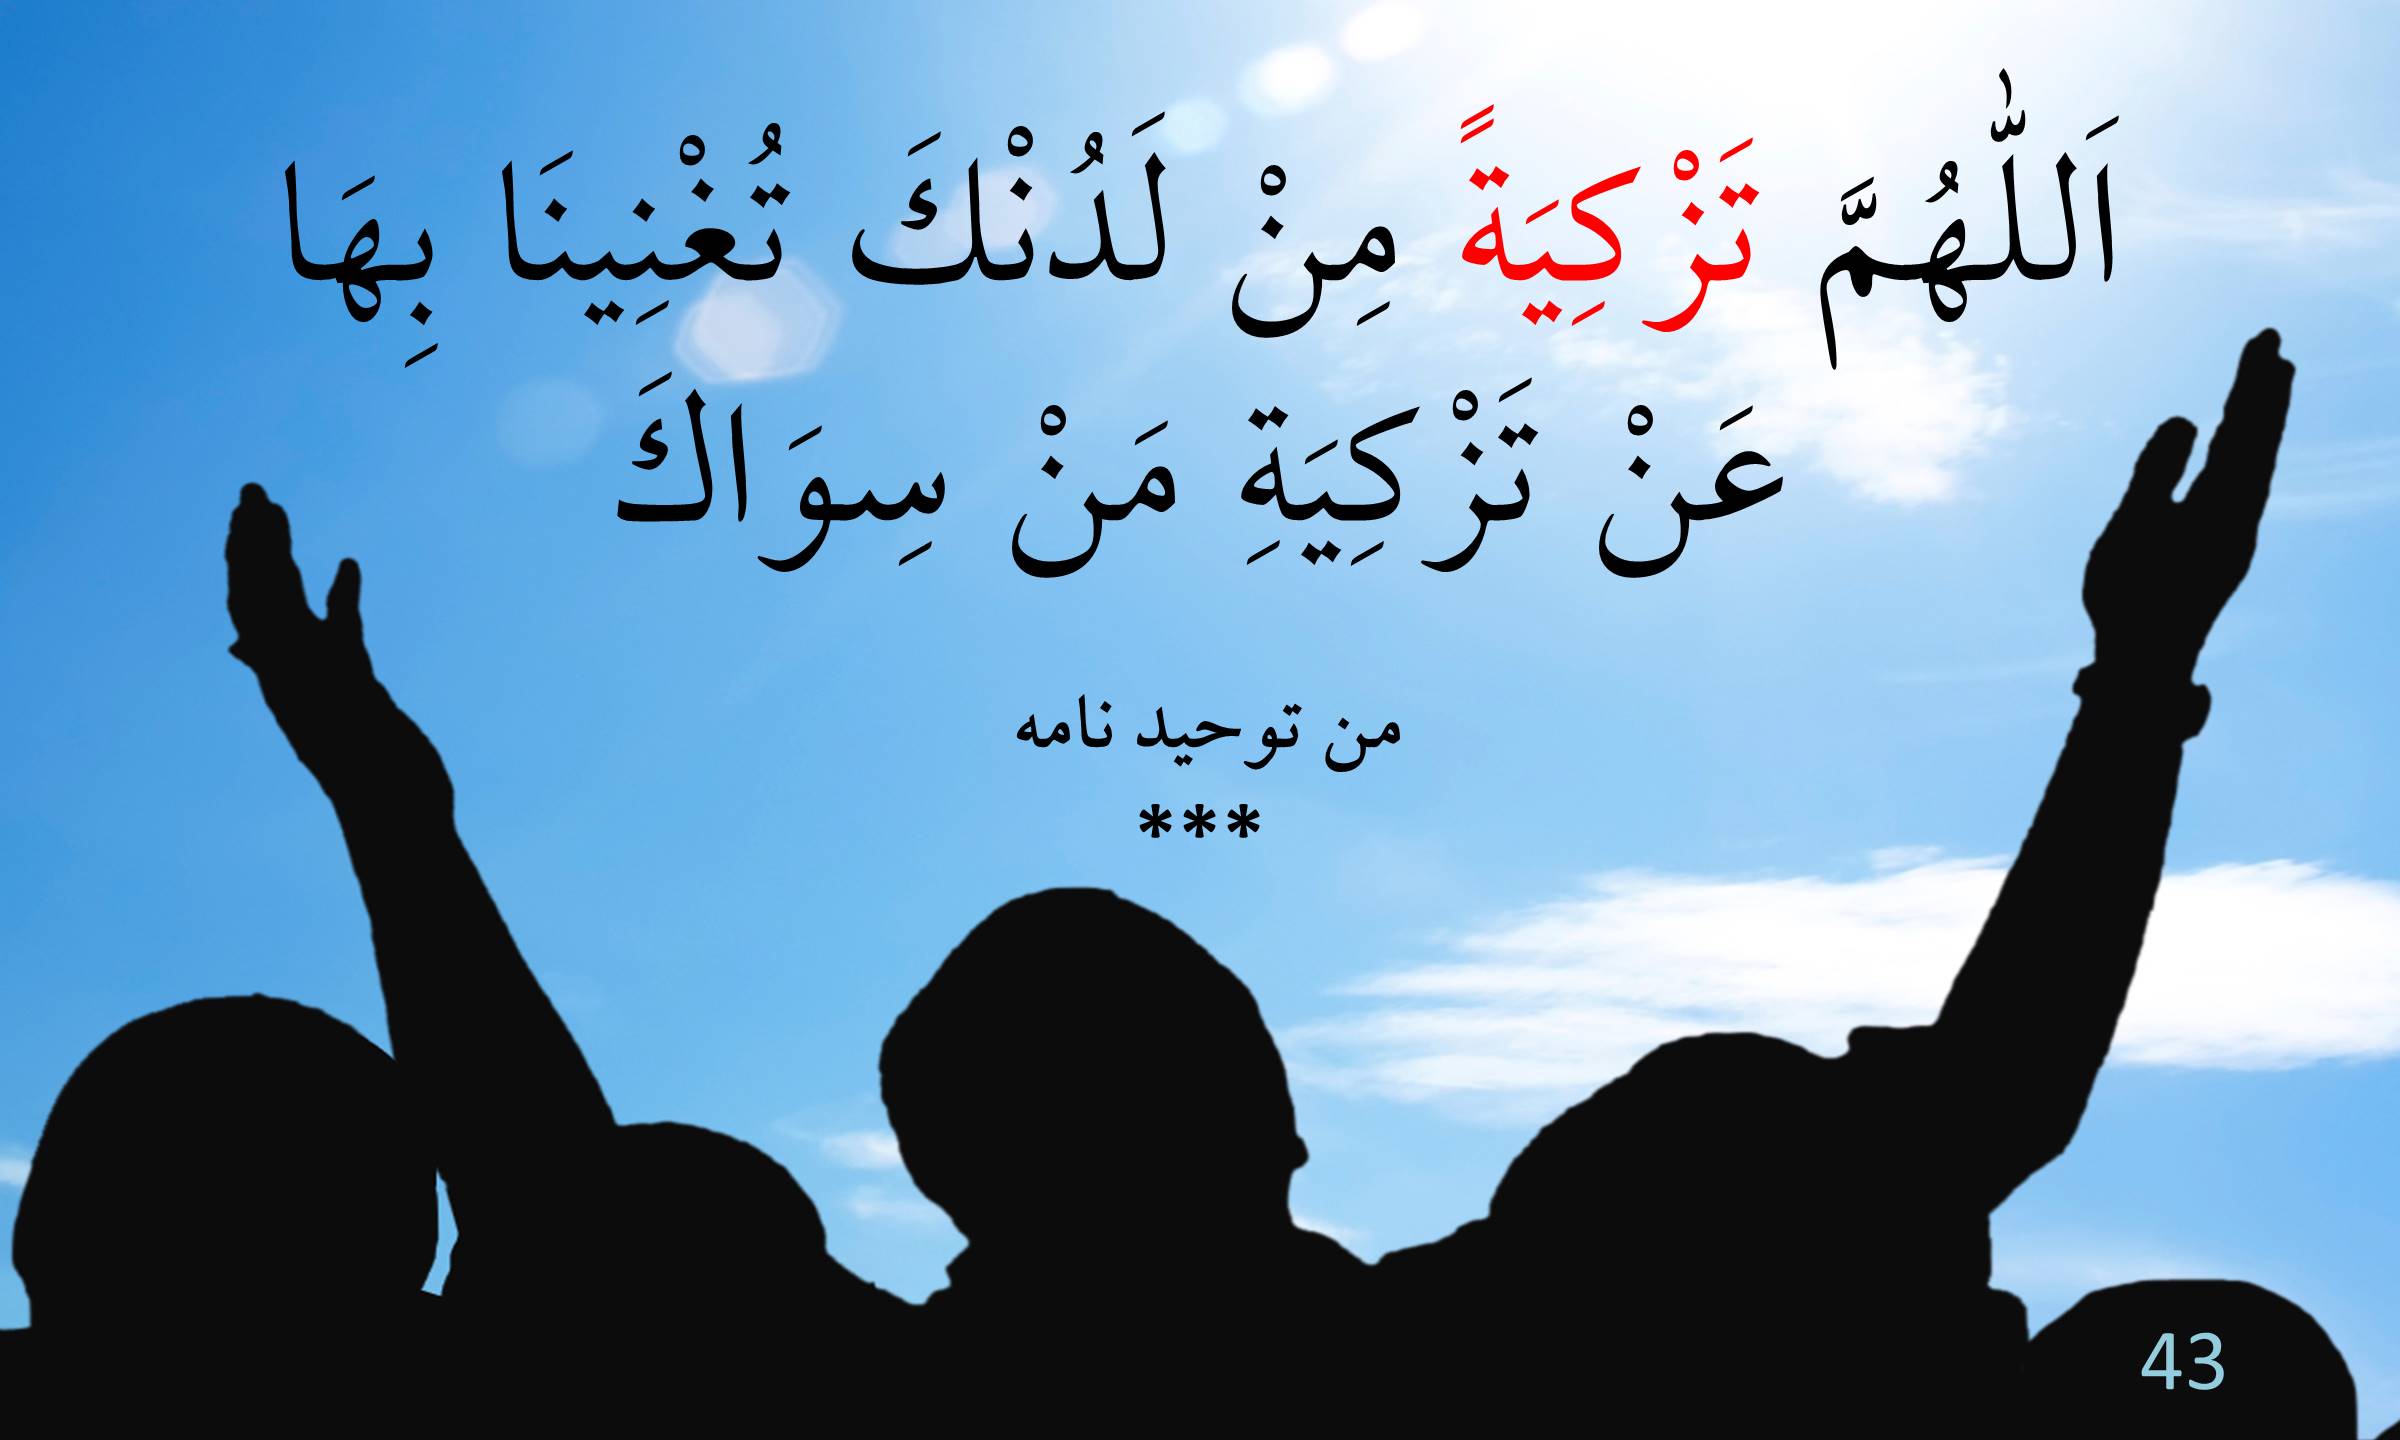 اَللّٰهُمَّ تَزْكِيَةً مِنْ لَدُنْكَ تُغْنِينَا بِهَا
عَنْ تَزْكِيَةِ مَنْ سِوَاكَ
من توحيد نامه
***
43